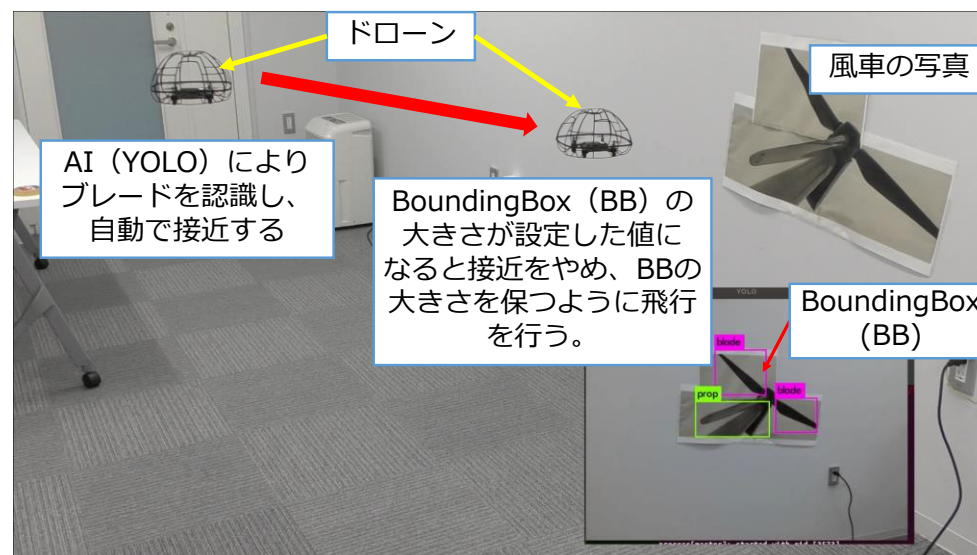 ドローン
風車の写真
AI（YOLO）により
ブレードを認識し、
自動で接近する
BoundingBox（BB）の
大きさが設定した値に
なると接近をやめ、BBの
大きさを保つように飛行
を行う。
YOLO
BoundingBox
(BB)
blade
prop
blade